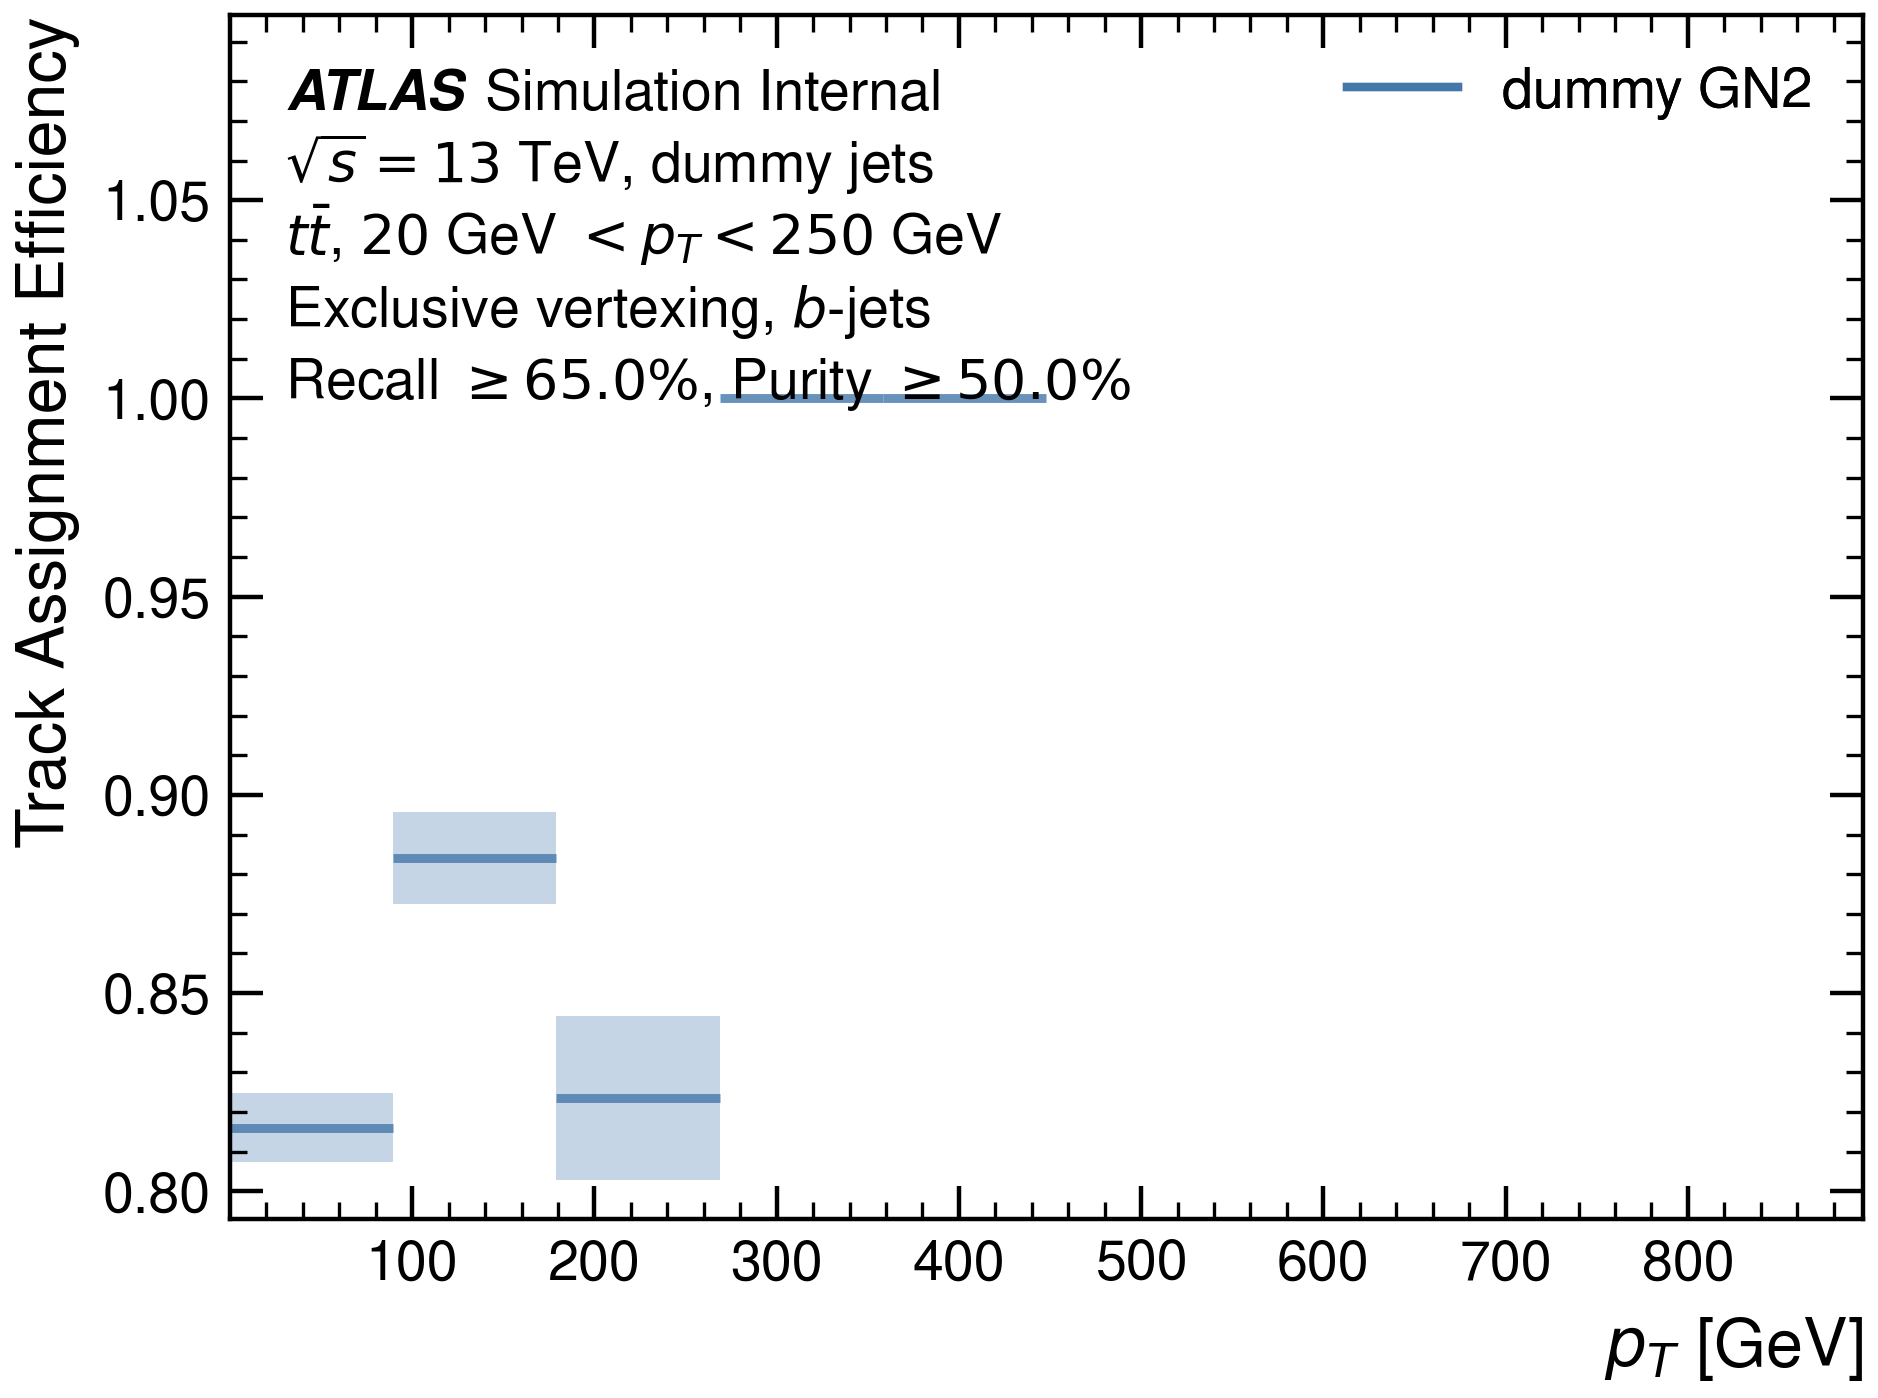 Track Assignment Efficiency
ATLAS Simulation Internal
√s = 13 TeV, dummy jets
tt̄, 20 GeV < p_T < 250 GeV
Exclusive vertexing, b-jets
Recall ≥ 65.0%, Purity ≥ 50.0%
dummy GN2
1.05
1.00
0.95
0.90
0.85
0.80
100 200 300 400 500 600 700 800
p_T [GeV]